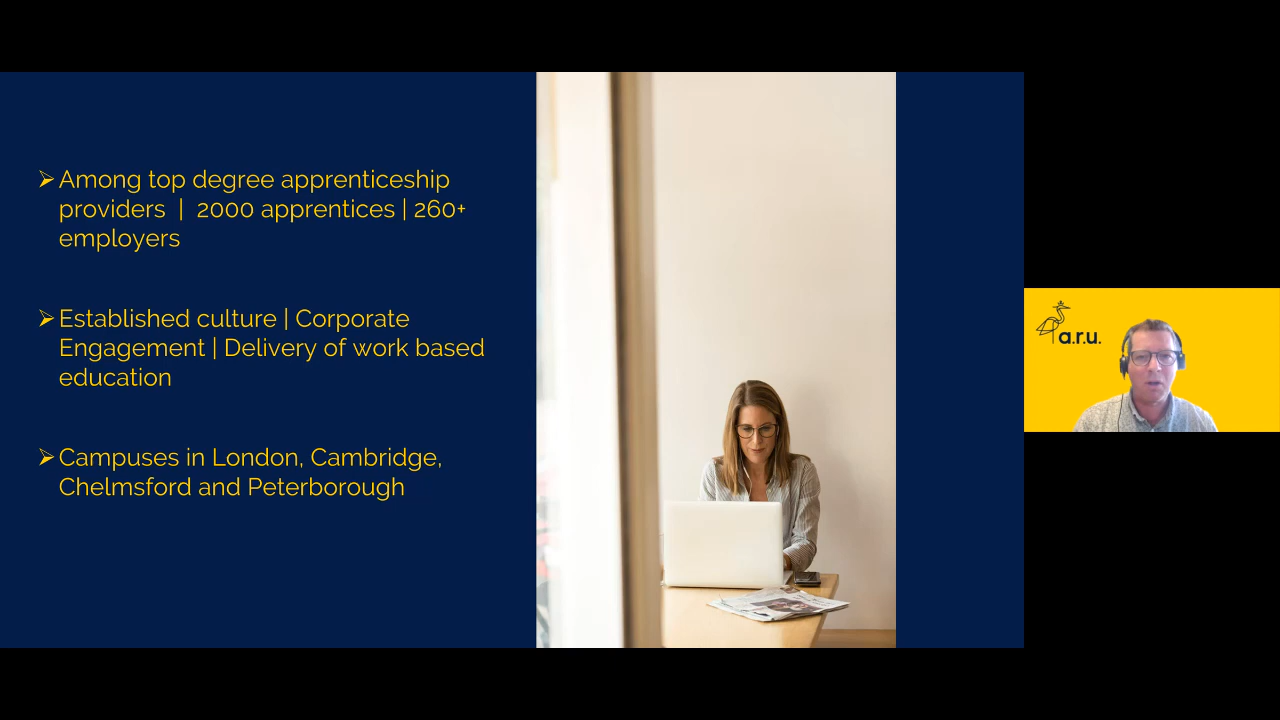 ➢Among top degree apprenticeship
providers | 2000 apprentices | 260+
employers
➢Established culture | Corporate
Engagement | Delivery of work based
education
➢Campuses in London, Cambridge,
Chelmsford and Peterborough
a.r.u.